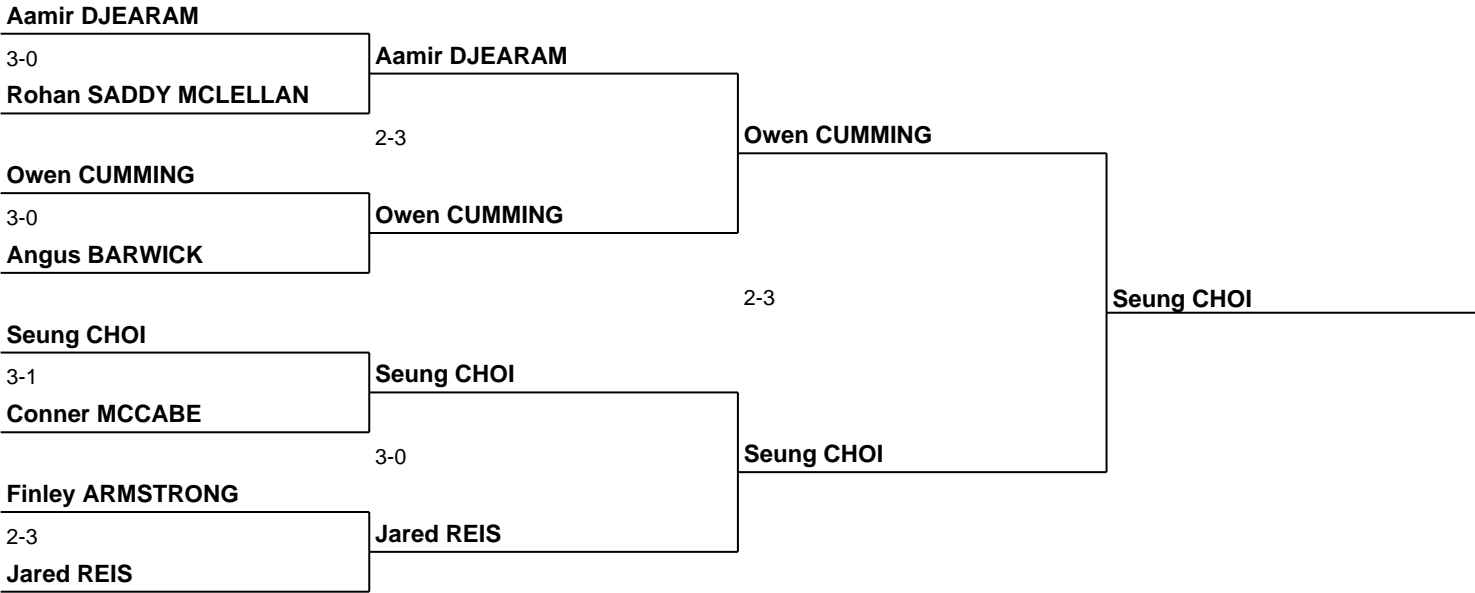 Aamir DJEARAM
3-0
Rohan SADDY MCLELLAN
Owen CUMMING
3-0
Angus BARWICK
Seung CHOI
3-1
Conner MCCABE
Finley ARMSTRONG
2-3
Jared REIS
Aamir DJEARAM
2-3
Owen CUMMING
Seung CHOI
3-0
Jared REIS
Owen CUMMING
2-3
Seung CHOI
Seung CHOI